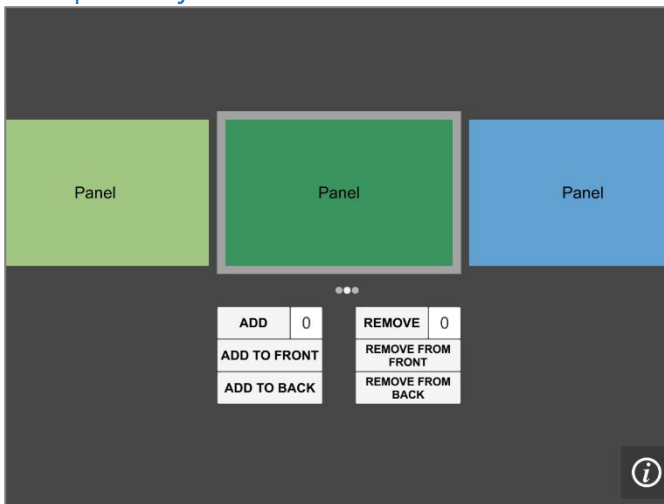 Panel
Panel
Panel
ADD 0
REMOVE 0
ADD TO FRONT
REMOVE FROM
FRONT
ADD TO BACK
REMOVE FROM
BACK
i